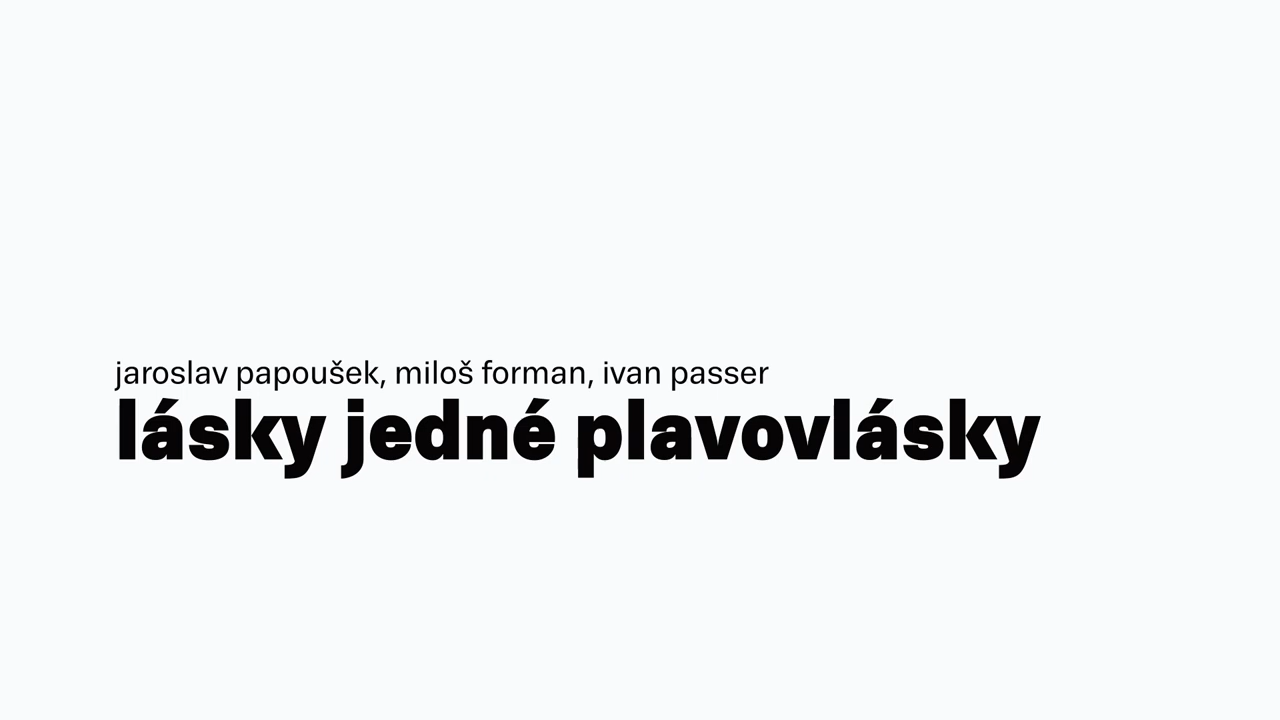 jaroslav papoušek, miloš forman, ivan passer
lásky jedné plavovlásky